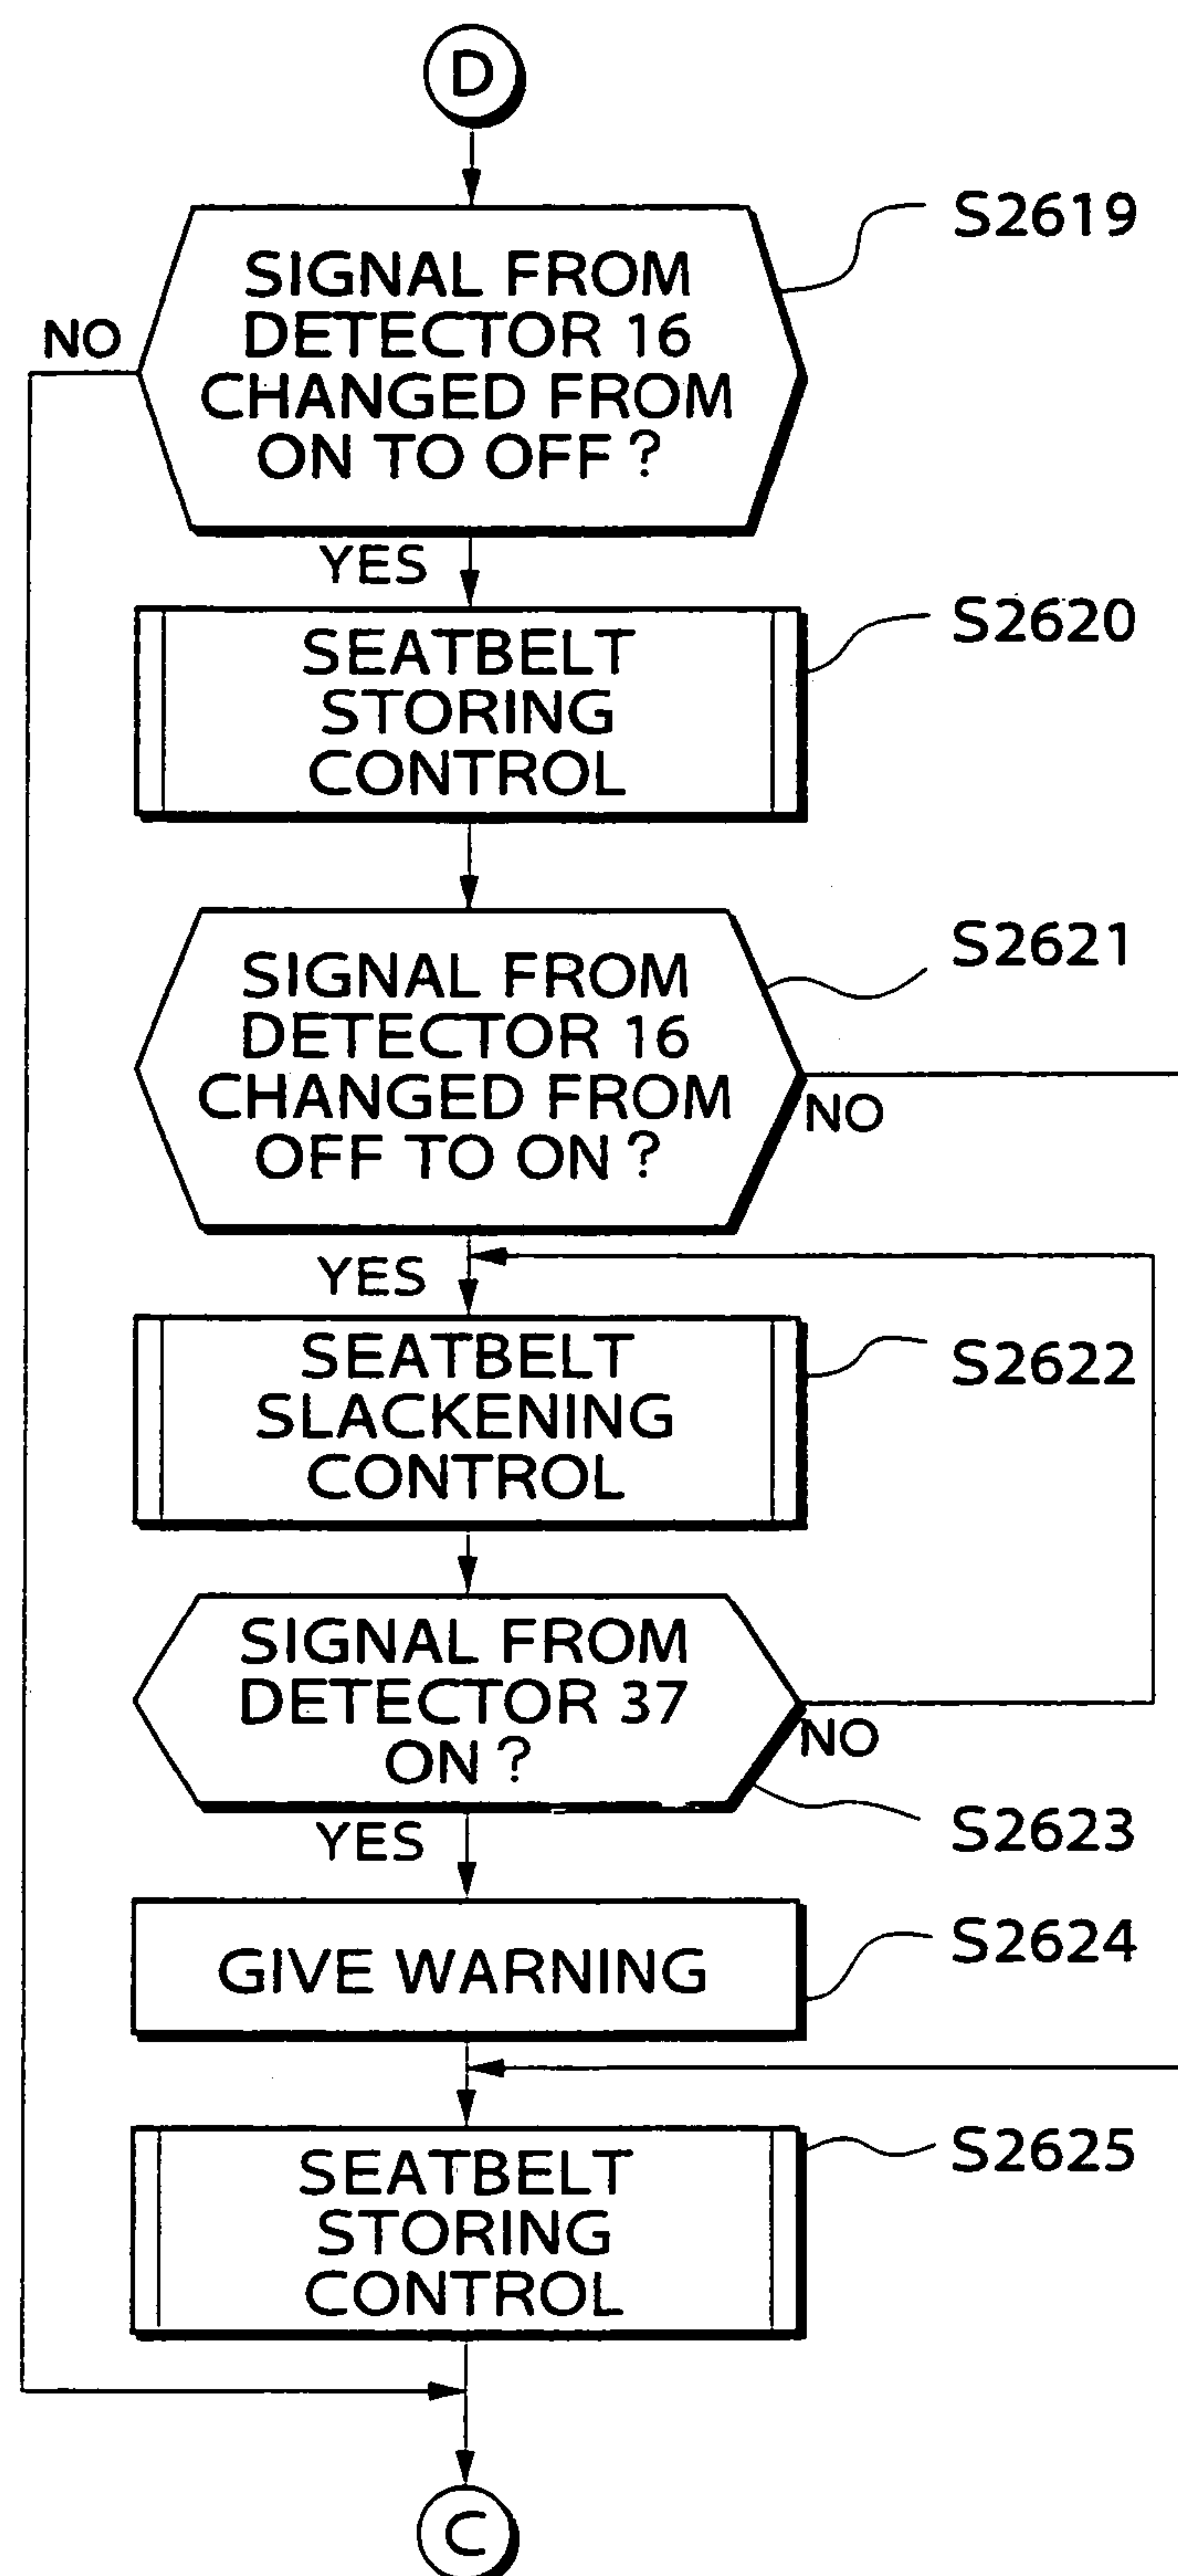 D
S2619
SIGNAL FROM
DETECTOR 16
CHANGED FROM
ON TO OFF ?
NO
YES
S2620
SEATBELT
STORING
CONTROL
S2621
SIGNAL FROM
DETECTOR 16
CHANGED FROM
OFF TO ON ?
NO
YES
S2622
SEATBELT
SLACKENING
CONTROL
SIGNAL FROM
DETECTOR 37
ON ?
NO
S2623
YES
S2624
GIVE WARNING
S2625
SEATBELT
STORING
CONTROL
C